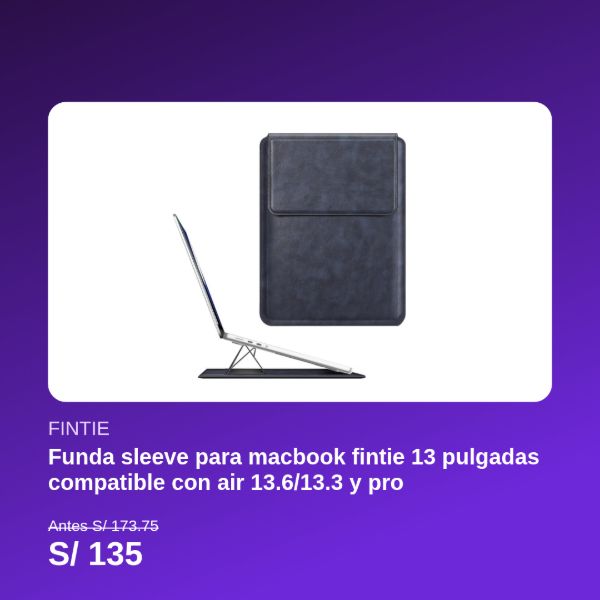 FINTIE
Funda sleeve para macbook fintie 13 pulgadas
compatible con air 13.6/13.3 y pro
Antes S/ 173.75
S/ 135